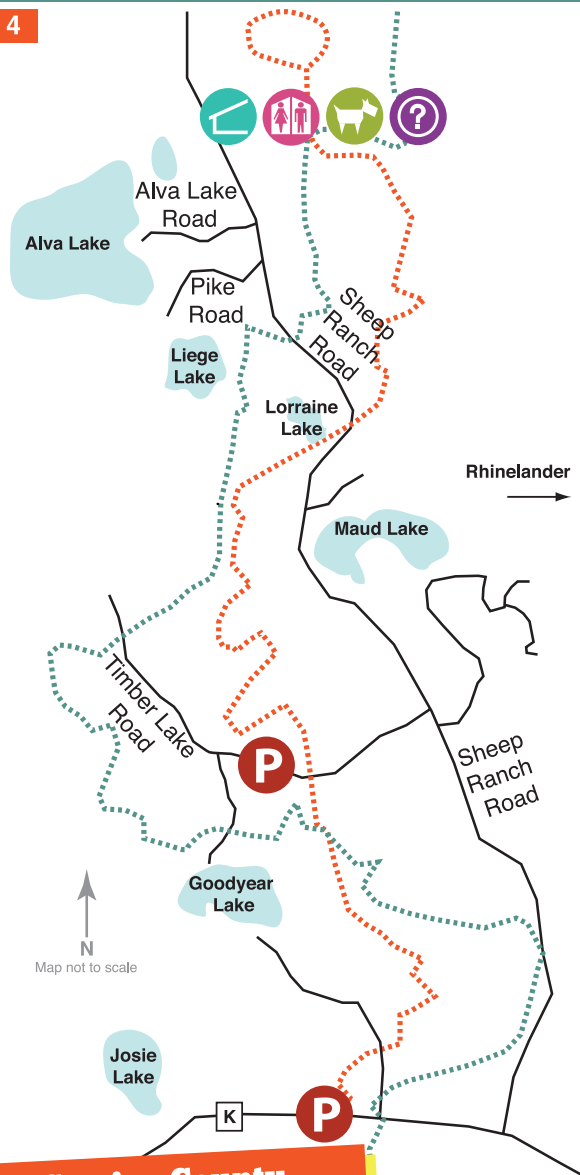 4
Alva Lake
Road
Alva Lake
Pike
Road
Sheep
Ranch
Road
Liege
Lake
Lorraine
Lake
Rhinelander
Maud Lake
Timber Lake
Road
P
Sheep
Ranch
Road
Goodyear
Lake
N
Map not to scale
Josie
Lake
K
P
?